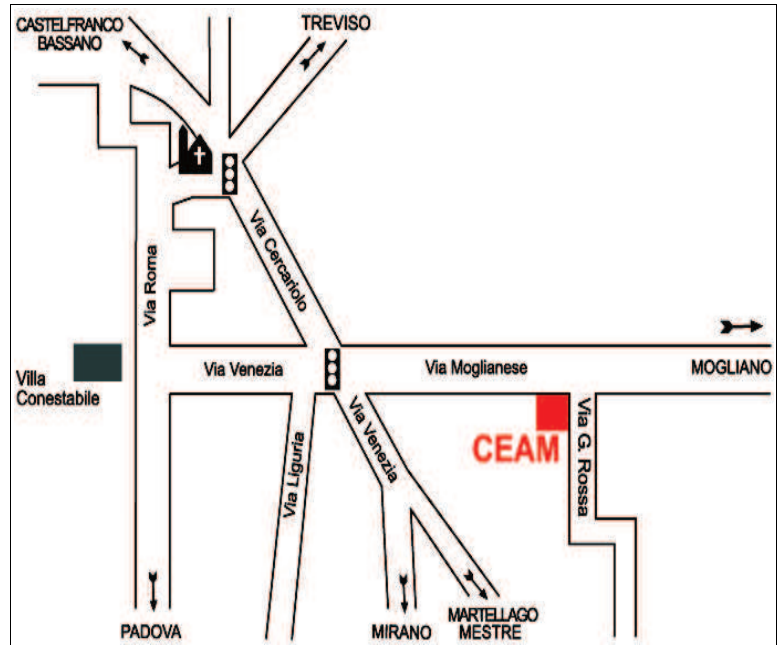 CASTELFRANCO
BASSANO
TREVISO
Via Cercariolo
Via Roma
Villa
Conestabile
Via Venezia
Via Moglianese
MOGLIANO
CEAM
Via G. Rossa
Via Venezia
Via Liguria
PADOVA
MIRANO
MARTELLAGO
MESTRE